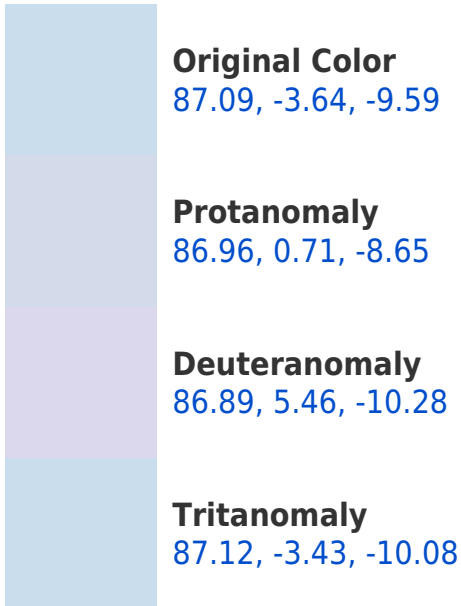 Original Color
87.09, -3.64, -9.59
Protanomaly
86.96, 0.71, -8.65
Deuteranomaly
86.89, 5.46, -10.28
Tritanomaly
87.12, -3.43, -10.08